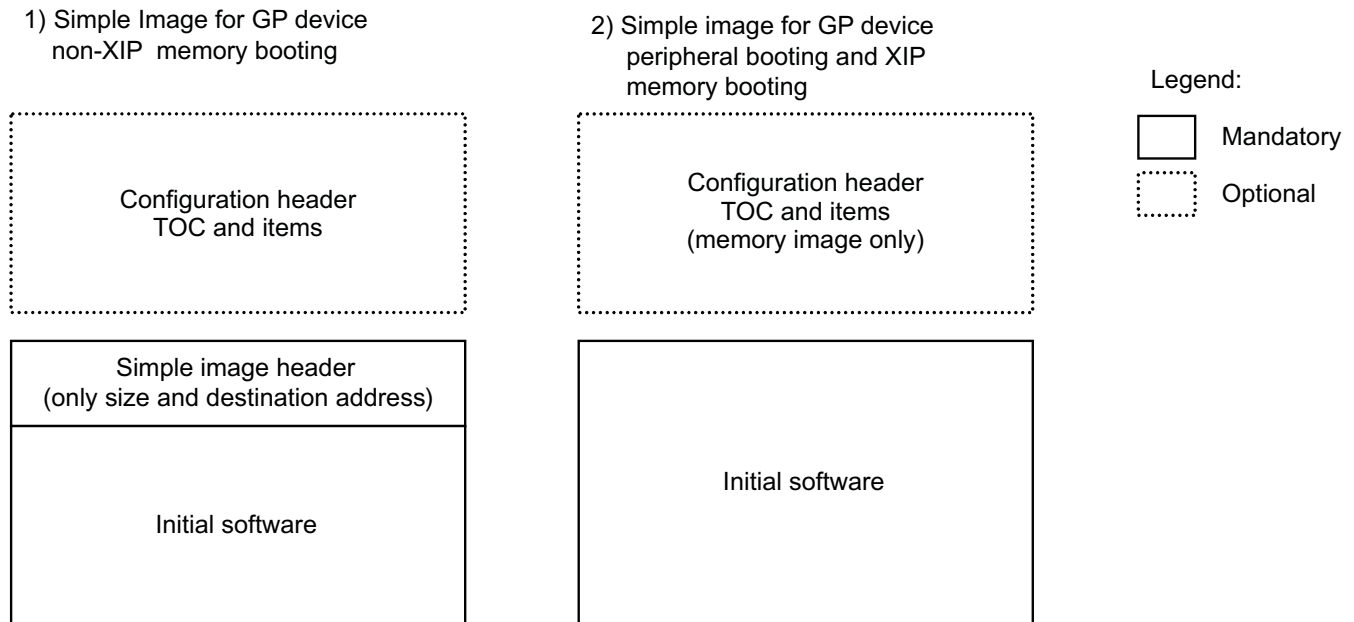 1) Simple Image for GP device
non-XIP memory booting
Configuration header
TOC and items
Simple image header
(only size and destination address)
Initial software
2) Simple image for GP device
peripheral booting and XIP
memory booting
Configuration header
TOC and items
(memory image only)
Initial software
Legend:
Mandatory
Optional